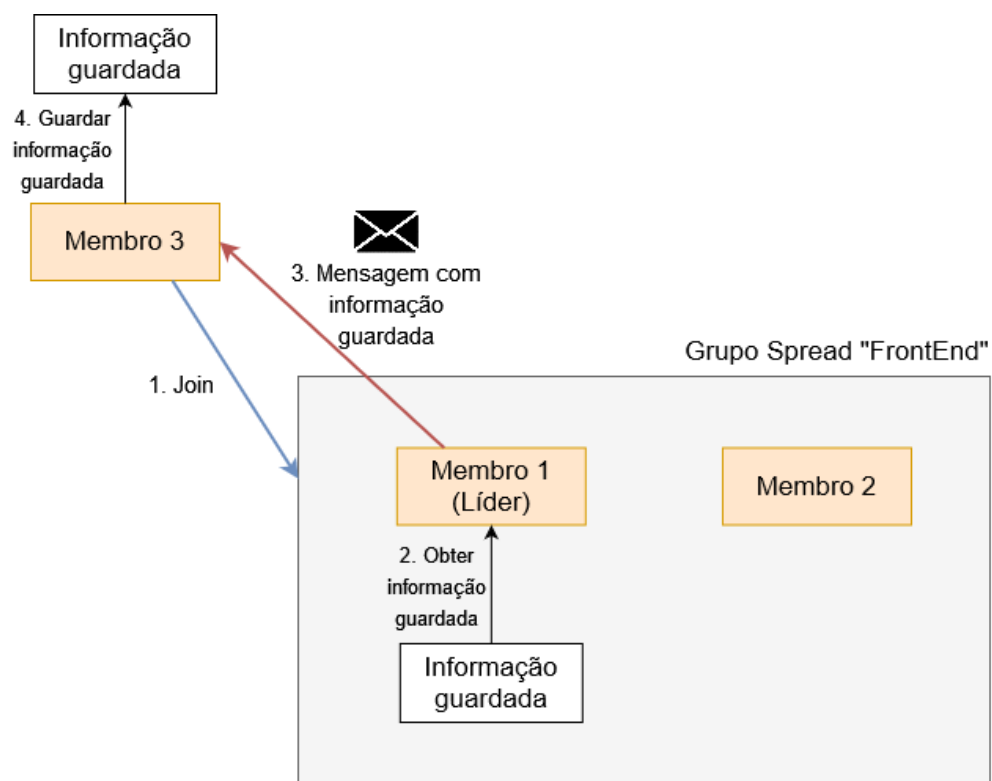 Informação
guardada
4. Guardar
informação
guardada
Membro 3
3. Mensagem com
informação
guardada
Grupo Spread "FrontEnd"
1. Join
Membro 1
(Líder)
Membro 2
2. Obter
informação
guardada
Informação
guardada